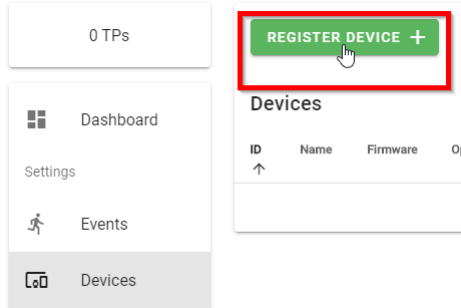 0 TPs
REGISTER DEVICE +
Dashboard
Settings
Events
Devices
Devices
ID Name Firmware